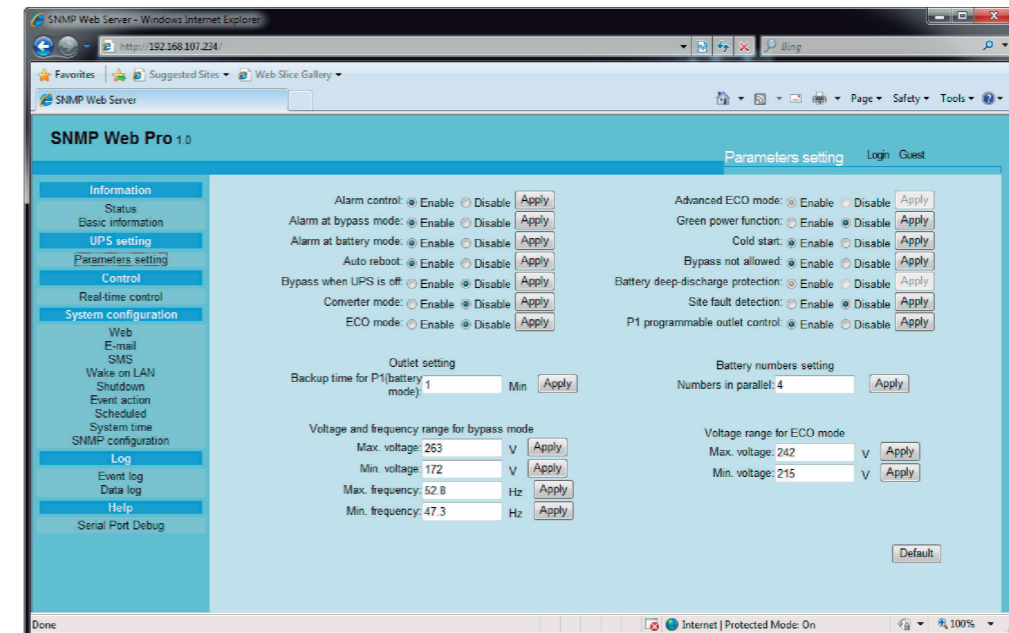 SNMP Web Server - Windows Internet Explorer
http://192.168.107.234/
Bing
Favorites Suggested Sites Web Slice Gallery
SNMP Web Server Page Safety Tools
SNMP Web Pro 1.0
Parameters setting Login Guest
Information
Status
Basic information
UPS setting
Parameters setting
Control
Real-time control
System configuration
Web
E-mail
SMS
Wake on LAN
Shutdown
Event action
Scheduled
System time
SNMP configuration
Log
Event log
Data log
Help
Serial Port Debug
Alarm control: Enable Disable Apply
Alarm at bypass mode: Enable Disable Apply
Alarm at battery mode: Enable Disable Apply
Auto reboot: Enable Disable Apply
Bypass when UPS is off: Enable Disable Apply
Converter mode: Enable Disable Apply
ECO mode: Enable Disable Apply
Advanced ECO mode: Enable Disable Apply
Green power function: Enable Disable Apply
Cold start: Enable Disable Apply
Bypass not allowed: Enable Disable Apply
Battery deep-discharge protection: Enable Disable Apply
Site fault detection: Enable Disable Apply
P1 programmable outlet control: Enable Disable Apply
Outlet setting
Backup time for P1(battery
mode): 1 Min Apply
Battery numbers setting
Numbers in parallel: 4 Apply
Voltage and frequency range for bypass mode
Max. voltage: 263 V Apply
Min. voltage: 172 V Apply
Max. frequency: 52.8 Hz Apply
Min. frequency: 47.3 Hz Apply
Voltage range for ECO mode
Max. voltage: 242 V Apply
Min. voltage: 215 V Apply
Default
Done Internet | Protected Mode: On 100%